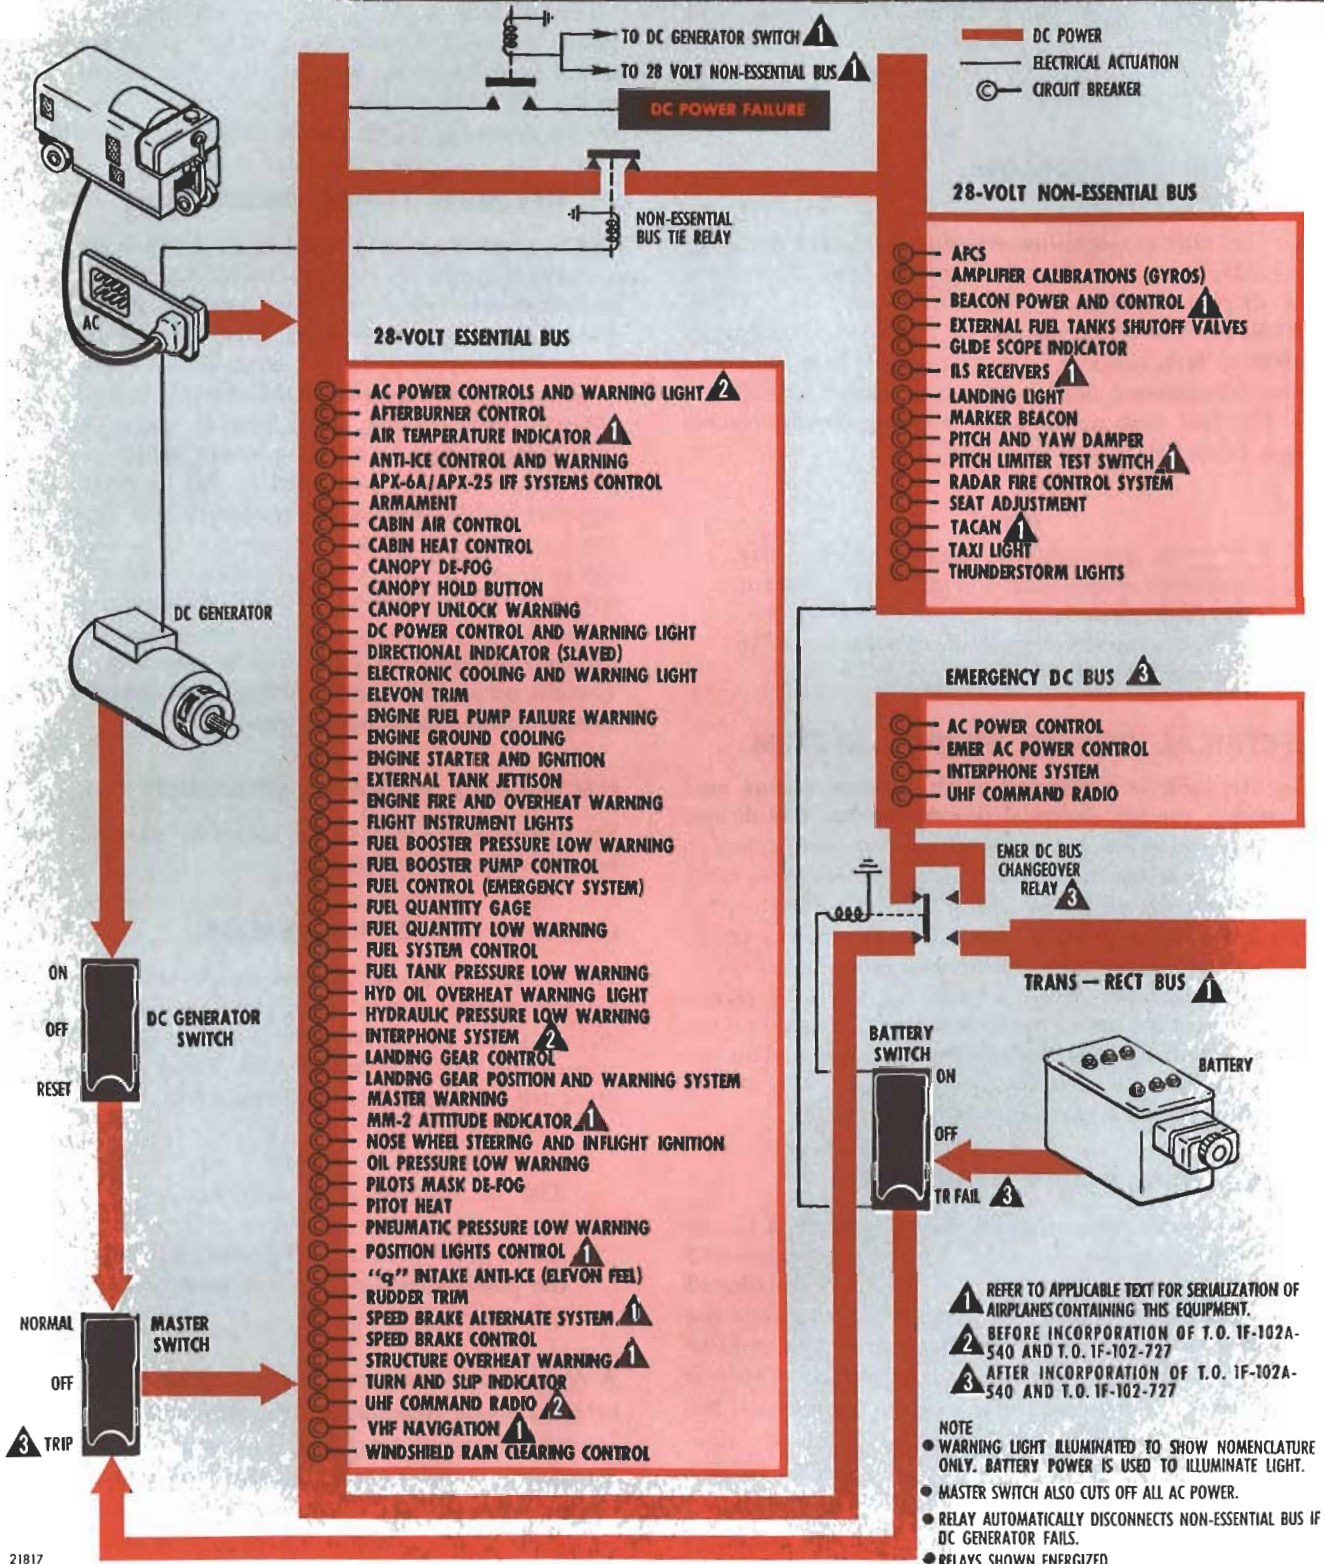 TO DC GENERATOR SWITCH 1
TO 28 VOLT NON-ESSENTIAL BUS 1
DC POWER FAILURE
DC POWER
ELECTRICAL ACTUATION
C CIRCUIT BREAKER
NON-ESSENTIAL
BUS TIE RELAY
AC
DC GENERATOR
28-VOLT NON-ESSENTIAL BUS
C AFCS
C AMPLIFIER CALIBRATIONS (GYROS)
C BEACON POWER AND CONTROL 1
C EXTERNAL FUEL TANKS SHUTOFF VALVES
C GLIDE SCOPE INDICATOR
C ILS RECEIVERS 1
C LANDING LIGHT
C MARKER BEACON
C PITCH AND YAW DAMPER
C PITCH LIMITER TEST SWITCH 1
C RADAR FIRE CONTROL SYSTEM
C SEAT ADJUSTMENT
C TACAN 1
C TAXI LIGHT
C THUNDERSTORM LIGHTS
28-VOLT ESSENTIAL BUS
C AC POWER CONTROLS AND WARNING LIGHT 2
C AFTERBURNER CONTROL
C AIR TEMPERATURE INDICATOR 1
C ANTI-ICE CONTROL AND WARNING
C APX-6A/APX-25 IFF SYSTEMS CONTROL
C ARMAMENT
C CABIN AIR CONTROL
C CABIN HEAT CONTROL
C CANOPY DE-FOG
C CANOPY HOLD BUTTON
C CANOPY UNLOCK WARNING
C DC POWER CONTROL AND WARNING LIGHT
C DIRECTIONAL INDICATOR (SLAVED)
C ELECTRONIC COOLING AND WARNING LIGHT
C ELEVON TRIM
C ENGINE FUEL PUMP FAILURE WARNING
C ENGINE GROUND COOLING
C ENGINE STARTER AND IGNITION
C EXTERNAL TANK JETTISON
C ENGINE FIRE AND OVERHEAT WARNING
C FLIGHT INSTRUMENT LIGHTS
C FUEL BOOSTER PRESSURE LOW WARNING
C FUEL BOOSTER PUMP CONTROL
C FUEL CONTROL (EMERGENCY SYSTEM)
C FUEL QUANTITY GAGE
C FUEL QUANTITY LOW WARNING
C FUEL SYSTEM CONTROL
C FUEL TANK PRESSURE LOW WARNING
C HYD OIL OVERHEAT WARNING LIGHT
C HYDRAULIC PRESSURE LOW WARNING
C INTERPHONE SYSTEM 2
C LANDING GEAR CONTROL
C LANDING GEAR POSITION AND WARNING SYSTEM
C MASTER WARNING
C MM-2 ATTITUDE INDICATOR 1
C NOSE WHEEL STEERING AND INFLIGHT IGNITION
C OIL PRESSURE LOW WARNING
C PILOTS MASK DE-FOG
C PITOT HEAT
C PNEUMATIC PRESSURE LOW WARNING
C POSITION LIGHTS CONTROL 1
C "q" INTAKE ANTI-ICE (ELEVON FEEL)
C RUDDER TRIM
C SPEED BRAKE ALTERNATE SYSTEM 1
C SPEED BRAKE CONTROL
C STRUCTURE OVERHEAT WARNING 1
C TURN AND SLIP INDICATOR
C UHF COMMAND RADIO 2
C VHF NAVIGATION 1
C WINDSHIELD RAIN CLEARING CONTROL
EMERGENCY DC BUS 3
C AC POWER CONTROL
C EMER AC POWER CONTROL
C INTERPHONE SYSTEM
C UHF COMMAND RADIO
EMER DC BUS
CHANGEOVER
RELAY 3
TRANS — RECT BUS 1
BATTERY
SWITCH
ON
OFF
TR FAIL 3
BATTERY
ON
OFF
RESET
DC GENERATOR
SWITCH
NORMAL
OFF
3 TRIP
MASTER
SWITCH
1 REFER TO APPLICABLE TEXT FOR SERIALIZATION OF
AIRPLANES CONTAINING THIS EQUIPMENT.
2 BEFORE INCORPORATION OF T.O. 1F-102A-
540 AND T.O. 1F-102-727
3 AFTER INCORPORATION OF T.O. 1F-102A-
540 AND T.O. 1F-102-727
NOTE
● WARNING LIGHT ILLUMINATED TO SHOW NOMENCLATURE
ONLY. BATTERY POWER IS USED TO ILLUMINATE LIGHT.
● MASTER SWITCH ALSO CUTS OFF ALL AC POWER.
● RELAY AUTOMATICALLY DISCONNECTS NON-ESSENTIAL BUS IF
DC GENERATOR FAILS.
● RELAYS SHOWN ENERGIZED
21817